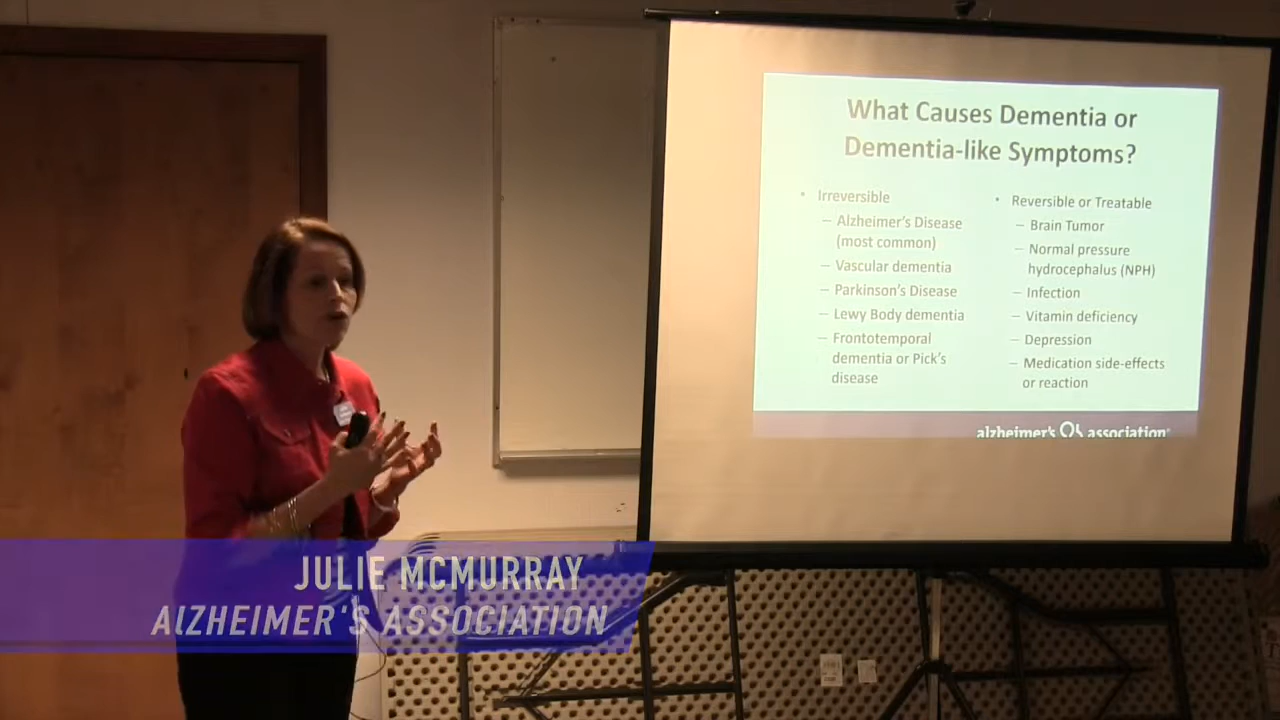 What Causes Dementia or
Dementia-like Symptoms?
• Irreversible
– Alzheimer's Disease
(most common)
– Vascular dementia
– Parkinson's Disease
– Lewy Body dementia
– Frontotemporal
dementia or Pick's
disease
• Reversible or Treatable
– Brain Tumor
– Normal pressure
hydrocephalus (NPH)
– Infection
– Vitamin deficiency
– Depression
– Medication side-effects
or reaction
alzheimer's association®
JULIE MCMURRAY
ALZHEIMER'S ASSOCIATION